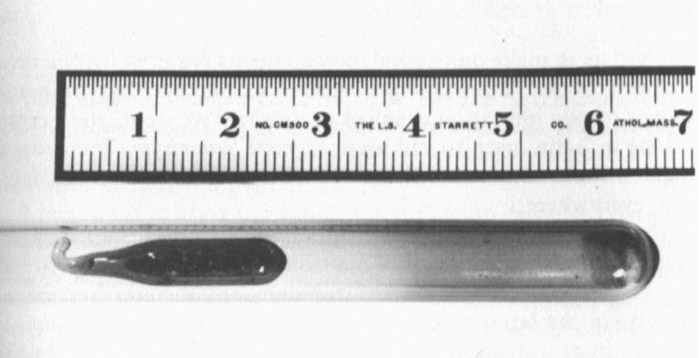 1 2 NO. CM300 3 THE L.S. 4 STARRETT 5 CO. 6 ATHOL, MASS. 7